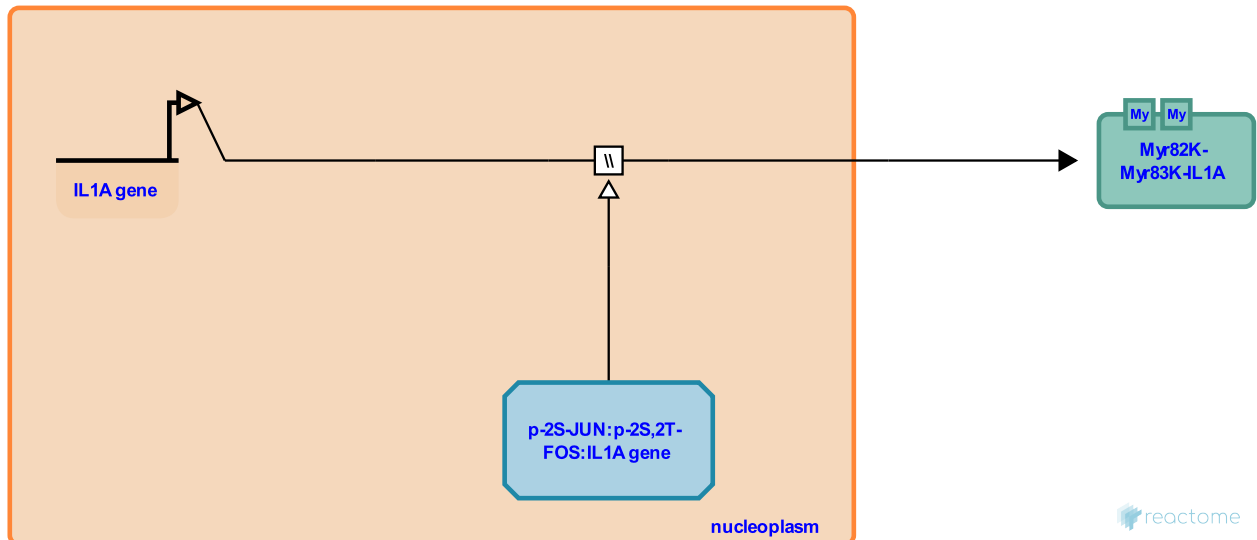 My My
Myr82K-
Myr83K-IL1A
IL1A gene
\\
p-2S-JUN:p-2S,2T-
FOS:IL1A gene
nucleoplasm
reactome